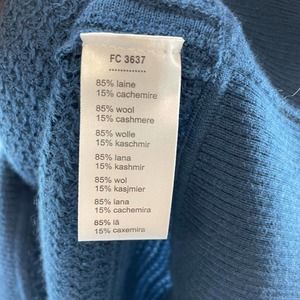 FC 3637
•••••••••••••
85% laine
15% cachemire
85% wool
15% cashmere
85% wolle
15% kaschmir
85% lana
15% kashmir
85% wol
15% kasjmier
85% lana
15% cachemira
85% lã
15% caxemira